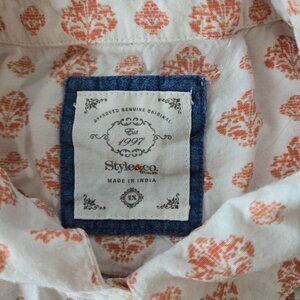 APPROVED GENUINE ORIGINAL
Est
1997
Style&co.
MADE IN INDIA
1X